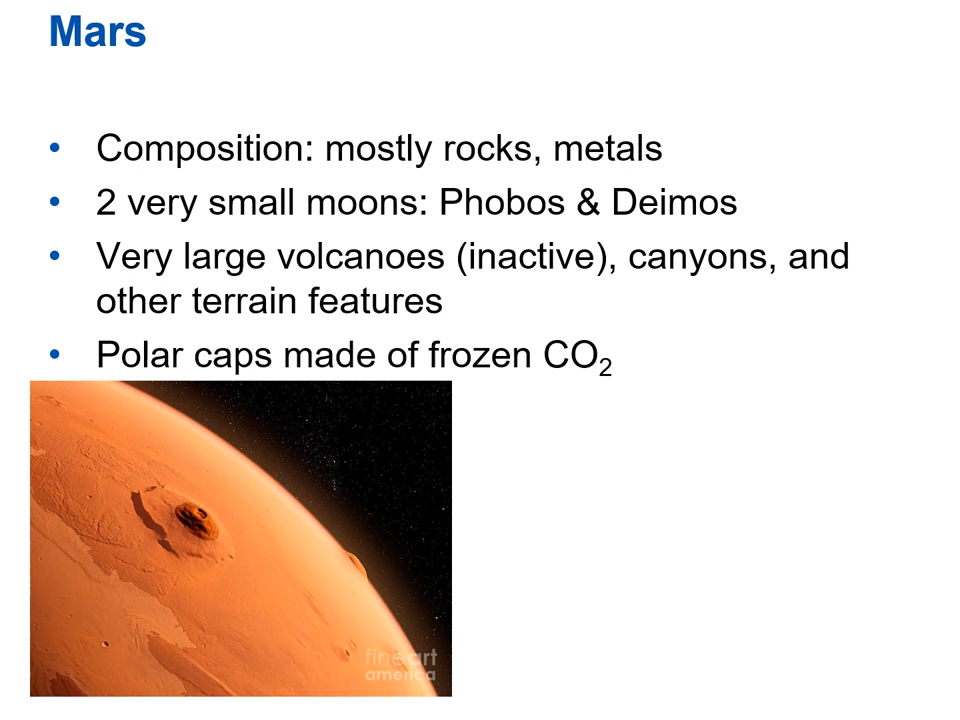 Mars
• Composition: mostly rocks, metals
• 2 very small moons: Phobos & Deimos
• Very large volcanoes (inactive), canyons, and
other terrain features
• Polar caps made of frozen CO₂
fine art
america